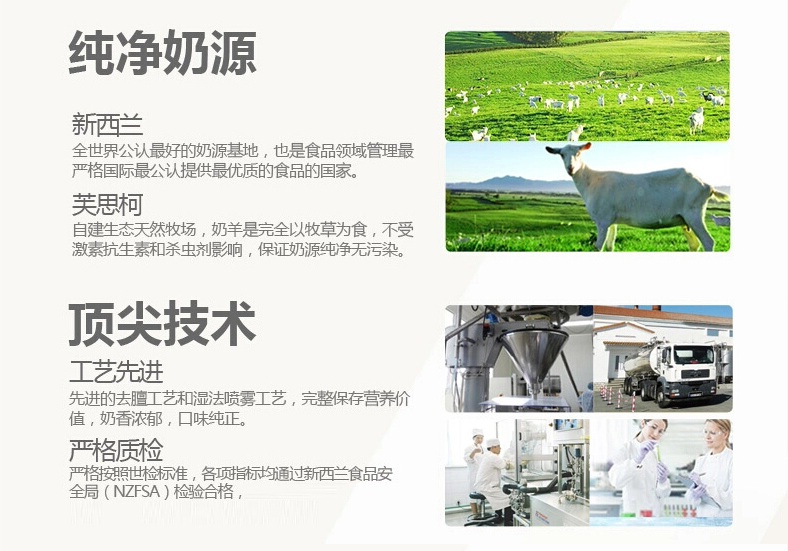 纯净奶源
新西兰
全世界公认最好的奶源基地，也是食品领域管理最
严格国际最公认提供最优质的食品的国家。
芙思柯
自建生态天然牧场，奶羊是完全以牧草为食，不受
激素抗生素和杀虫剂影响，保证奶源纯净无污染。
顶尖技术
工艺先进
先进的去膻工艺和湿法喷雾工艺，完整保存营养价
值，奶香浓郁，口味纯正。
严格质检
严格按照世检标准，各项指标均通过新西兰食品安
全局（NZFSA）检验合格，